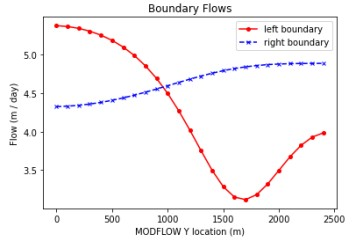 Boundary Flows
left boundary
right boundary
5.0
4.5
4.0
3.5
Flow (m / day)
0
500
1000
1500
2000
2500
MODFLOW Y location (m)